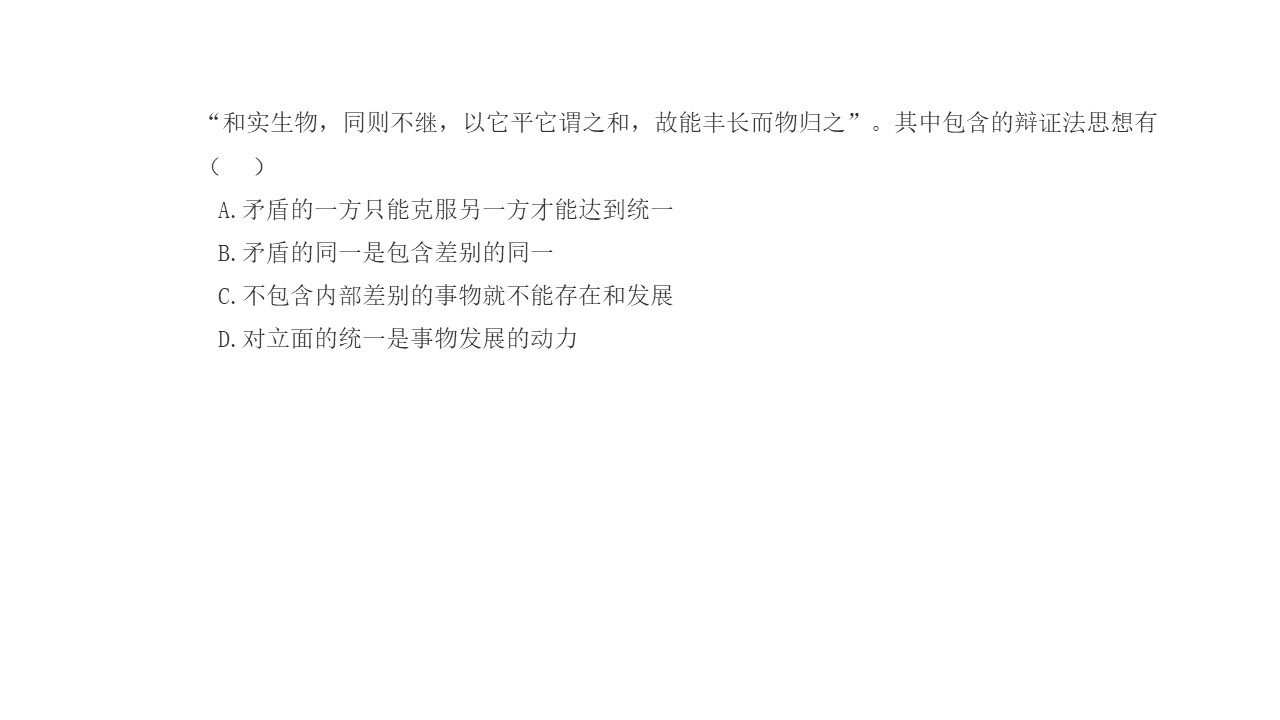 “和实生物，同则不继，以它平它谓之和，故能丰长而物归之”。其中包含的辩证法思想有
（　）
A.矛盾的一方只能克服另一方才能达到统一
B.矛盾的同一是包含差别的同一
C.不包含内部差别的事物就不能存在和发展
D.对立面的统一是事物发展的动力